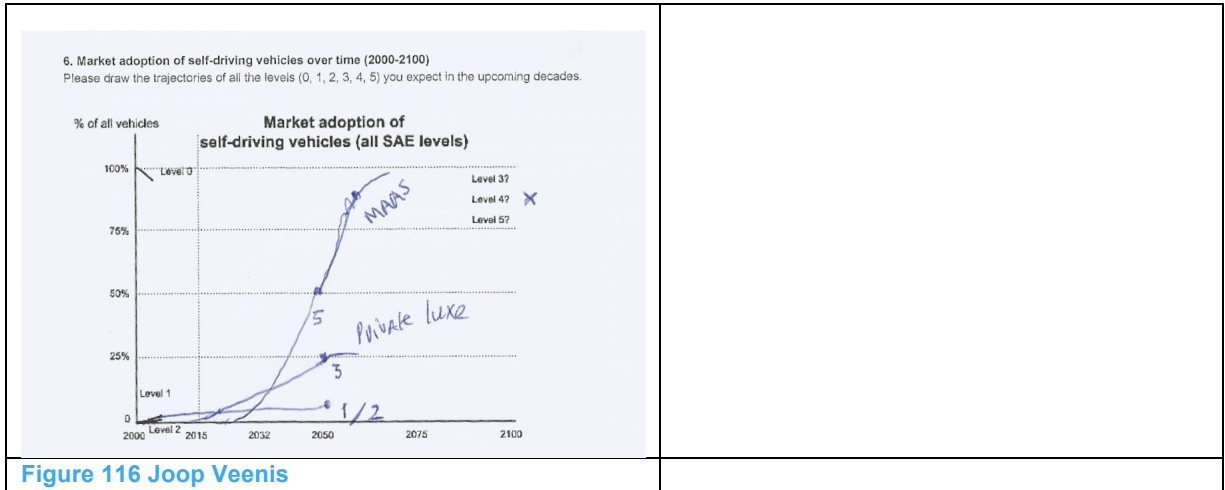 6. Market adoption of self-driving vehicles over time (2000-2100)
Please draw the trajectories of all the levels (0, 1, 2, 3, 4, 5) you expect in the upcoming decades.
% of all vehicles
Market adoption of
self-driving vehicles (all SAE levels)
100%
Level 0
Level 3?
Level 4? X
Level 5?
MAAS
75%
50%
5
Private luxe
25%
3
Level 1
1/2
0
Level 2
2000 2015 2032 2050 2075 2100
Figure 116 Joop Veenis